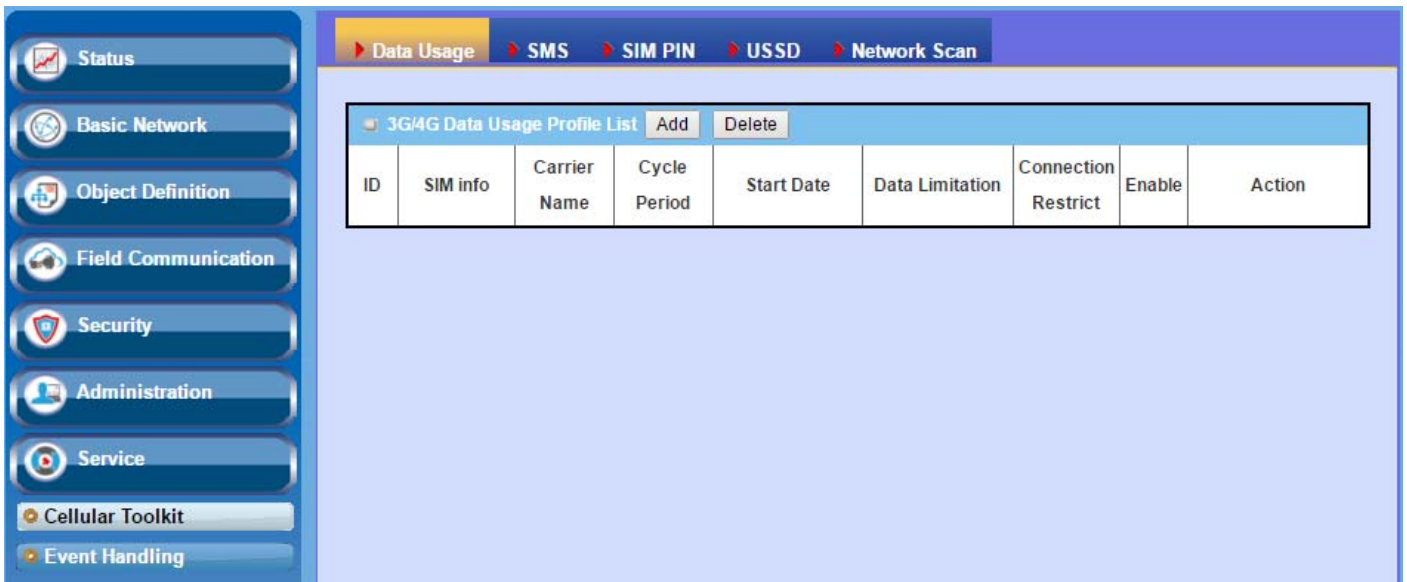 Status
Basic Network
Object Definition
Field Communication
Security
Administration
Service
Cellular Toolkit
Event Handling
Data Usage SMS SIM PIN USSD Network Scan
3G/4G Data Usage Profile List Add Delete
ID SIM info Carrier Name Cycle Period Start Date Data Limitation Connection Restrict Enable Action